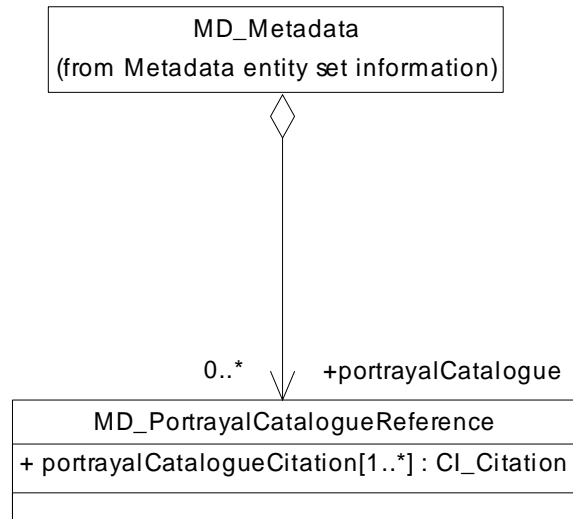 MD_Metadata
(from Metadata entity set information)
0..* +portrayalCatalogue
MD_PortrayalCatalogueReference
+ portrayalCatalogueCitation[1..*] : CI_Citation